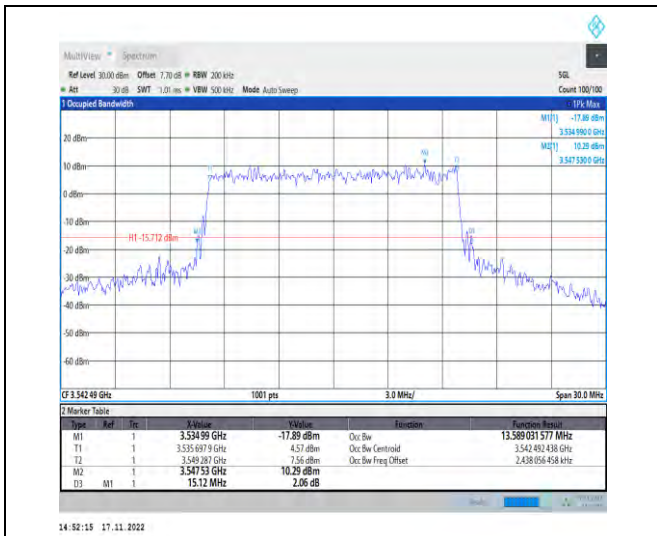 MultiView Spectrum
Ref Level 30.00 dBm Offset 7.70 dB RBW 200 kHz SGL
Att 30 dB SWT 1.01 ms VBW 500 kHz Mode Auto Sweep Count 100/100
1 Occupied Bandwidth 1Pk Max
M1[1] -17.89 dBm
3.534 990 0 GHz
M2[1] 10.29 dBm
3.547 530 0 GHz
20 dBm
M2
T1
T2
10 dBm
0 dBm
-10 dBm
H1 -15.712 dBm
M1
D3
-20 dBm
-30 dBm
-40 dBm
-50 dBm
-60 dBm
CF 3.542 49 GHz 1001 pts 3.0 MHz/ Span 30.0 MHz
2 Marker Table
Type Ref Trc X-Value Y-Value Function Function Result
M1 1 3.534 99 GHz -17.89 dBm Occ Bw 13.589 031 577 MHz
T1 1 3.535 697 9 GHz 4.57 dBm Occ Bw Centroid 3.542 492 438 GHz
T2 1 3.549 287 GHz 7.56 dBm Occ Bw Freq Offset 2.438 056 458 kHz
M2 1 3.547 53 GHz 10.29 dBm
D3 M1 1 15.12 MHz 2.06 dB
14:52:15 17.11.2022